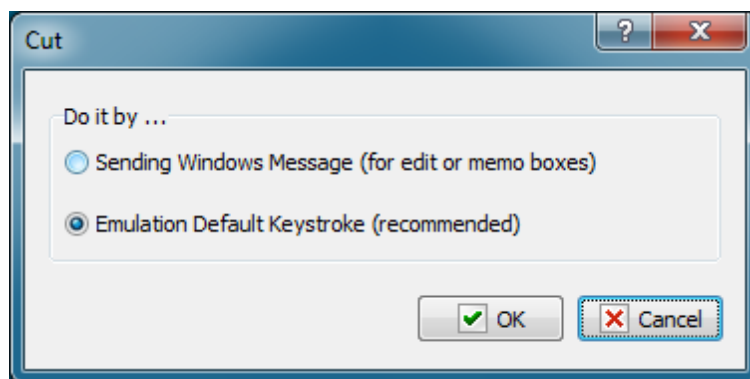 Cut
Do it by ...
Sending Windows Message (for edit or memo boxes)
Emulation Default Keystroke (recommended)
OK
Cancel